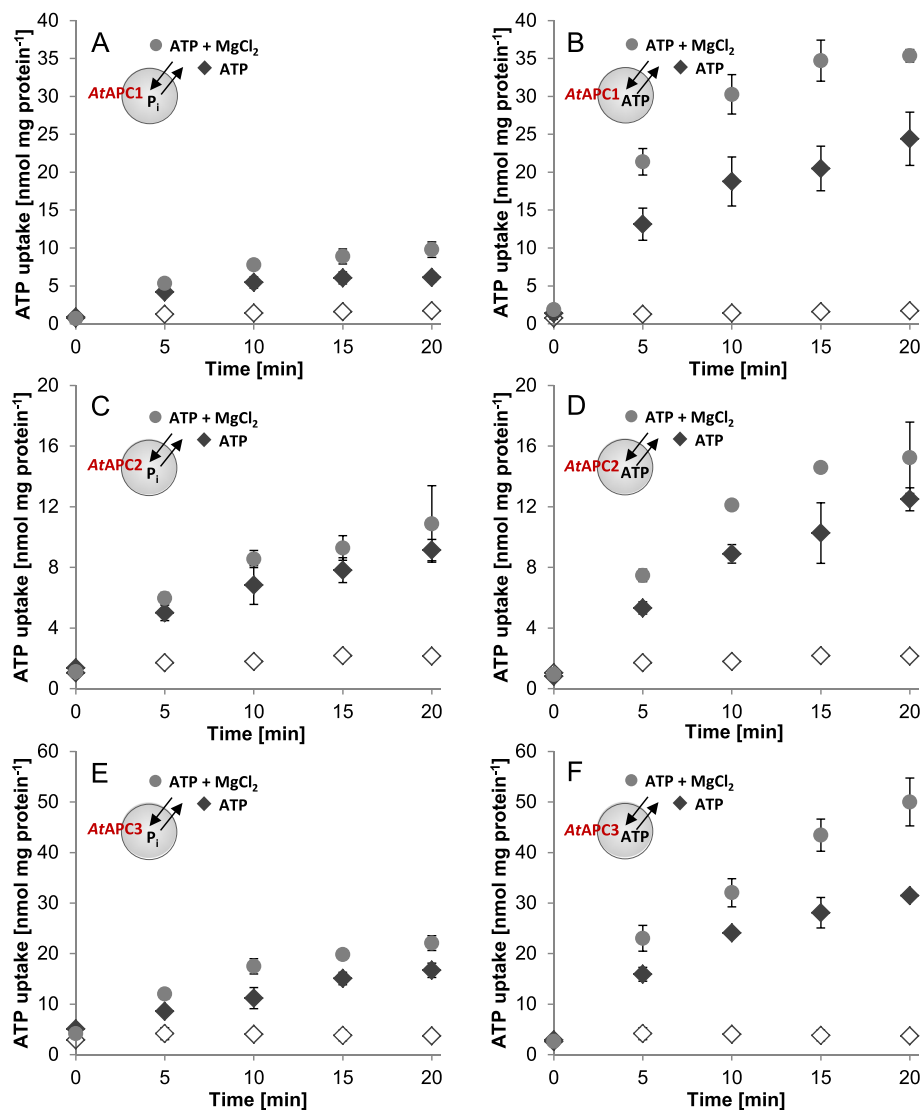 A
ATP + MgCl2
ATP
AtAPC1
Pi
ATP uptake [nmol mg protein-1]
40
35
30
25
20
15
10
5
0
0 5 10 15 20
Time [min]
B
ATP + MgCl2
ATP
AtAPC1
ATP
ATP uptake [nmol mg protein-1]
40
35
30
25
20
15
10
5
0
0 5 10 15 20
Time [min]
C
ATP + MgCl2
ATP
AtAPC2
Pi
ATP uptake [nmol mg protein-1]
20
16
12
8
4
0
0 5 10 15 20
Time [min]
D
ATP + MgCl2
ATP
AtAPC2
ATP
ATP uptake [nmol mg protein-1]
20
16
12
8
4
0
0 5 10 15 20
Time [min]
E
ATP + MgCl2
ATP
AtAPC3
Pi
ATP uptake [nmol mg protein-1]
60
50
40
30
20
10
0
0 5 10 15 20
Time [min]
F
ATP + MgCl2
ATP
AtAPC3
ATP
ATP uptake [nmol mg protein-1]
60
50
40
30
20
10
0
0 5 10 15 20
Time [min]